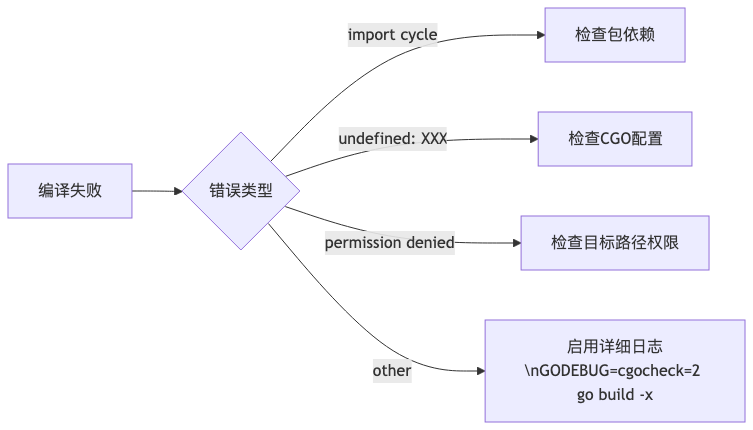 编译失败
错误类型
import cycle
检查包依赖
undefined: XXX
检查CGO配置
permission denied
检查目标路径权限
other
启用详细日志
\nGODEBUG=cgocheck=2
go build -x